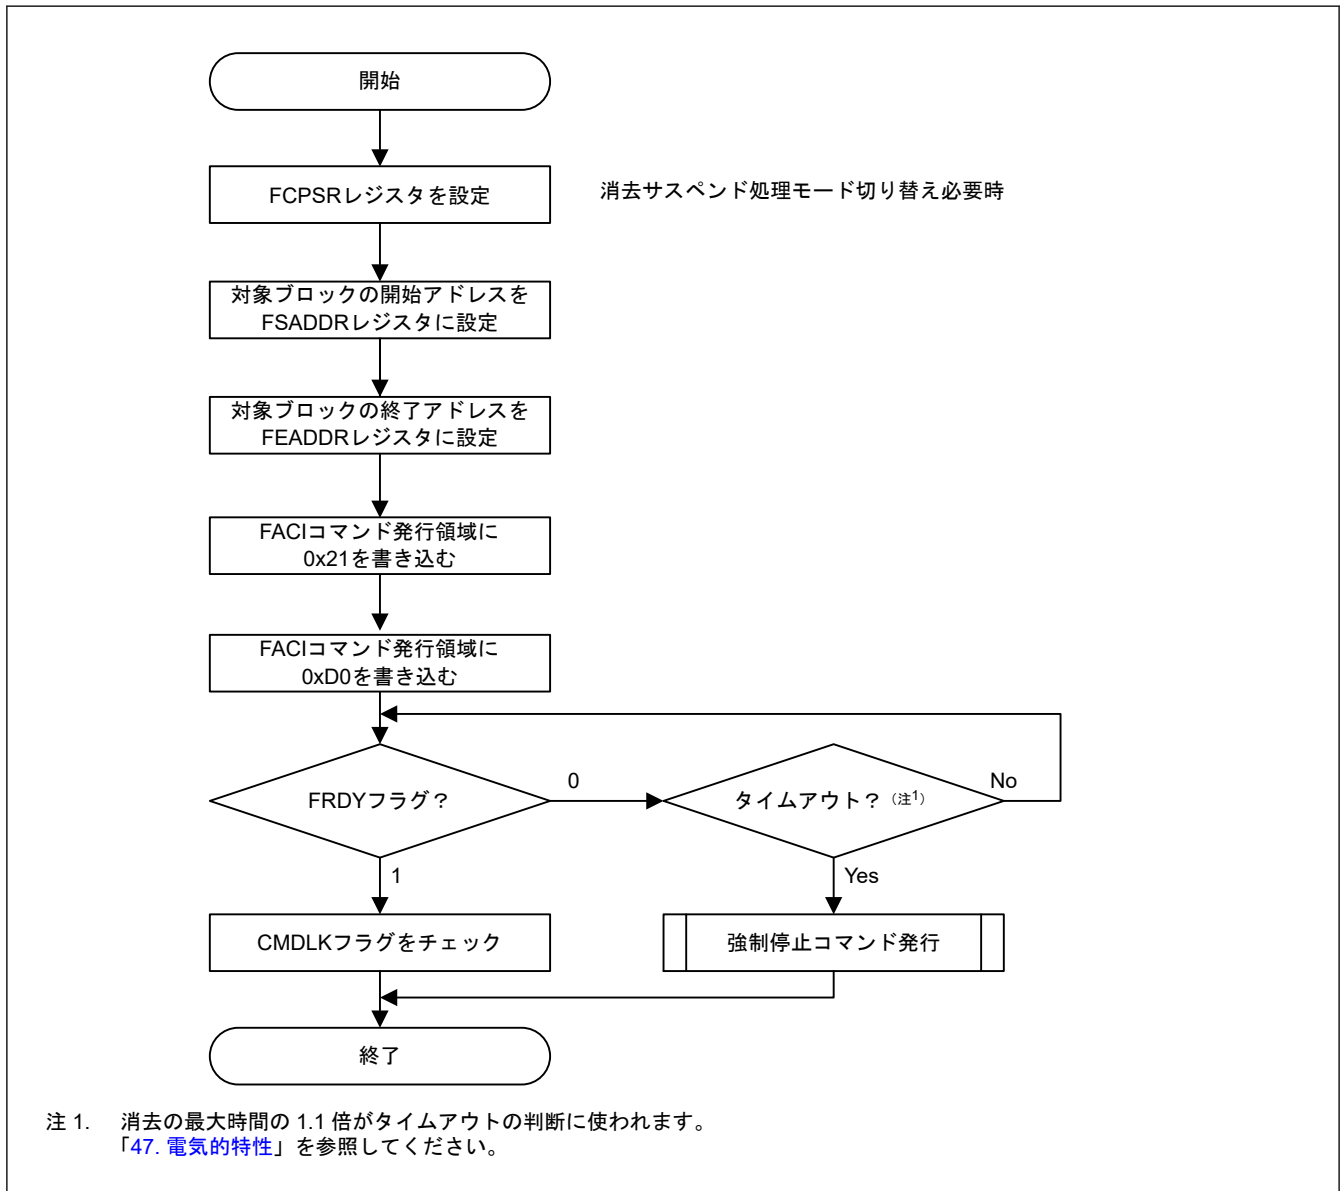 開始
FCPSRレジスタを設定
消去サスペンド処理モード切り替え必要時
対象ブロックの開始アドレスを
FSADDRレジスタに設定
対象ブロックの終了アドレスを
FEADDRレジスタに設定
FACIコマンド発行領域に
0x21を書き込む
FACIコマンド発行領域に
0xD0を書き込む
FRDYフラグ？
0
タイムアウト？（注1）
No
1
Yes
CMDLKフラグをチェック
強制停止コマンド発行
終了
注 1. 消去の最大時間の 1.1 倍がタイムアウトの判断に使われます。
「47. 電気的特性」を参照してください。